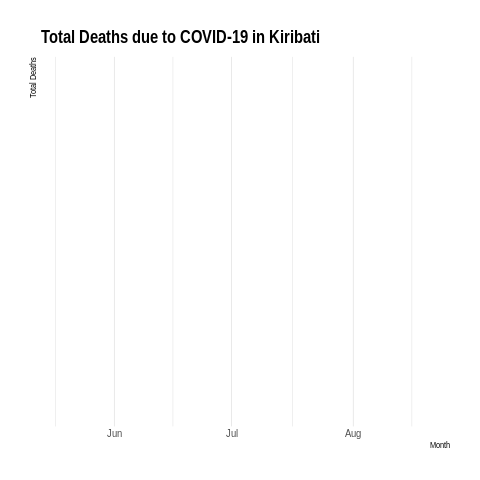 Total Deaths due to COVID-19 in Kiribati
Total Deaths
Jun Jul Aug
Month